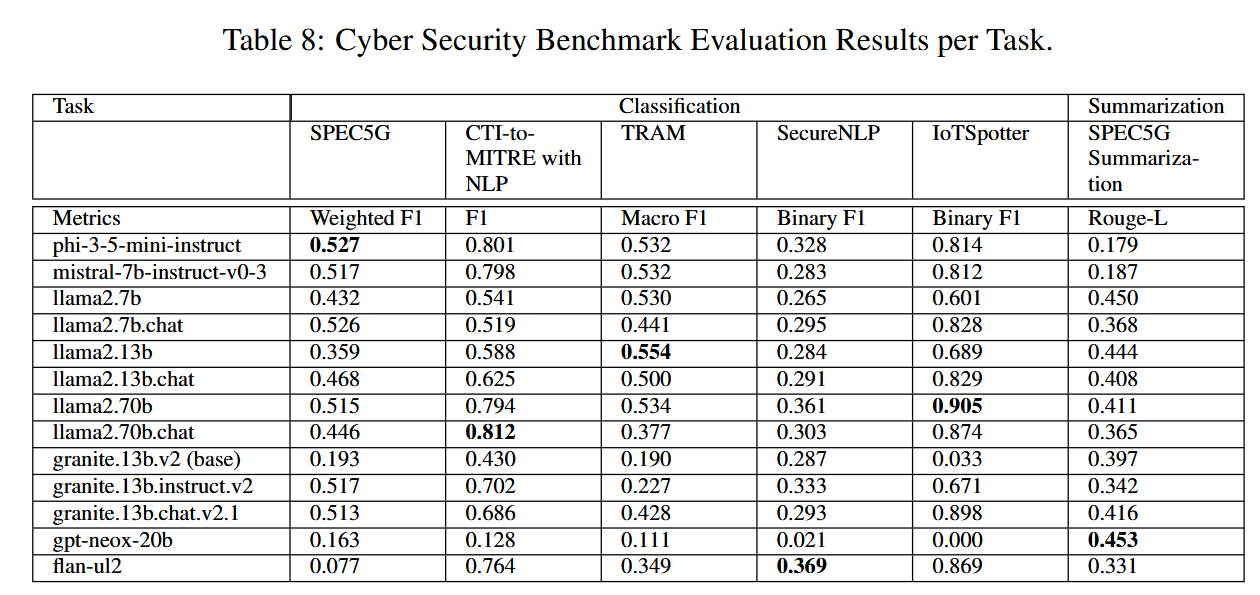 Table 8: Cyber Security Benchmark Evaluation Results per Task.
Task Classification Summarization
SPEC5G CTI-to- TRAM SecureNLP IoTSpotter SPEC5G
MITRE with Summariza-
NLP tion
Metrics Weighted F1 F1 Macro F1 Binary F1 Binary F1 Rouge-L
phi-3-5-mini-instruct 0.527 0.801 0.532 0.328 0.814 0.179
mistral-7b-instruct-v0-3 0.517 0.798 0.532 0.283 0.812 0.187
llama2.7b 0.432 0.541 0.530 0.265 0.601 0.450
llama2.7b.chat 0.526 0.519 0.441 0.295 0.828 0.368
llama2.13b 0.359 0.588 0.554 0.284 0.689 0.444
llama2.13b.chat 0.468 0.625 0.500 0.291 0.829 0.408
llama2.70b 0.515 0.794 0.534 0.361 0.905 0.411
llama2.70b.chat 0.446 0.812 0.377 0.303 0.874 0.365
granite.13b.v2 (base) 0.193 0.430 0.190 0.287 0.033 0.397
granite.13b.instruct.v2 0.517 0.702 0.227 0.333 0.671 0.342
granite.13b.chat.v2.1 0.513 0.686 0.428 0.293 0.898 0.416
gpt-neox-20b 0.163 0.128 0.111 0.021 0.000 0.453
flan-ul2 0.077 0.764 0.349 0.369 0.869 0.331